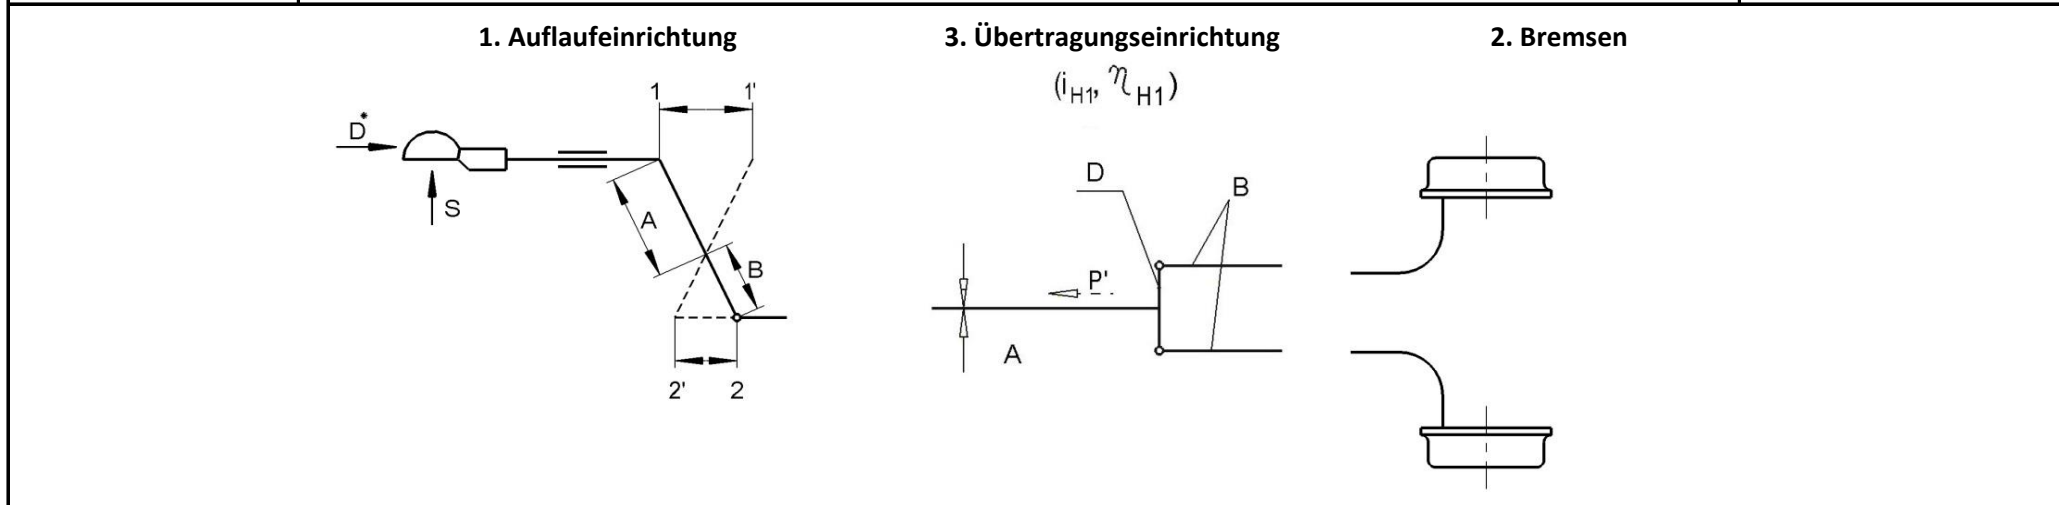 1. Auflaufeinrichtung
3. Übertragungseinrichtung
2. Bremsen
(iH1, ηH1)
1
1'
D*
S
A
B
2'
2
D
B
P'
A